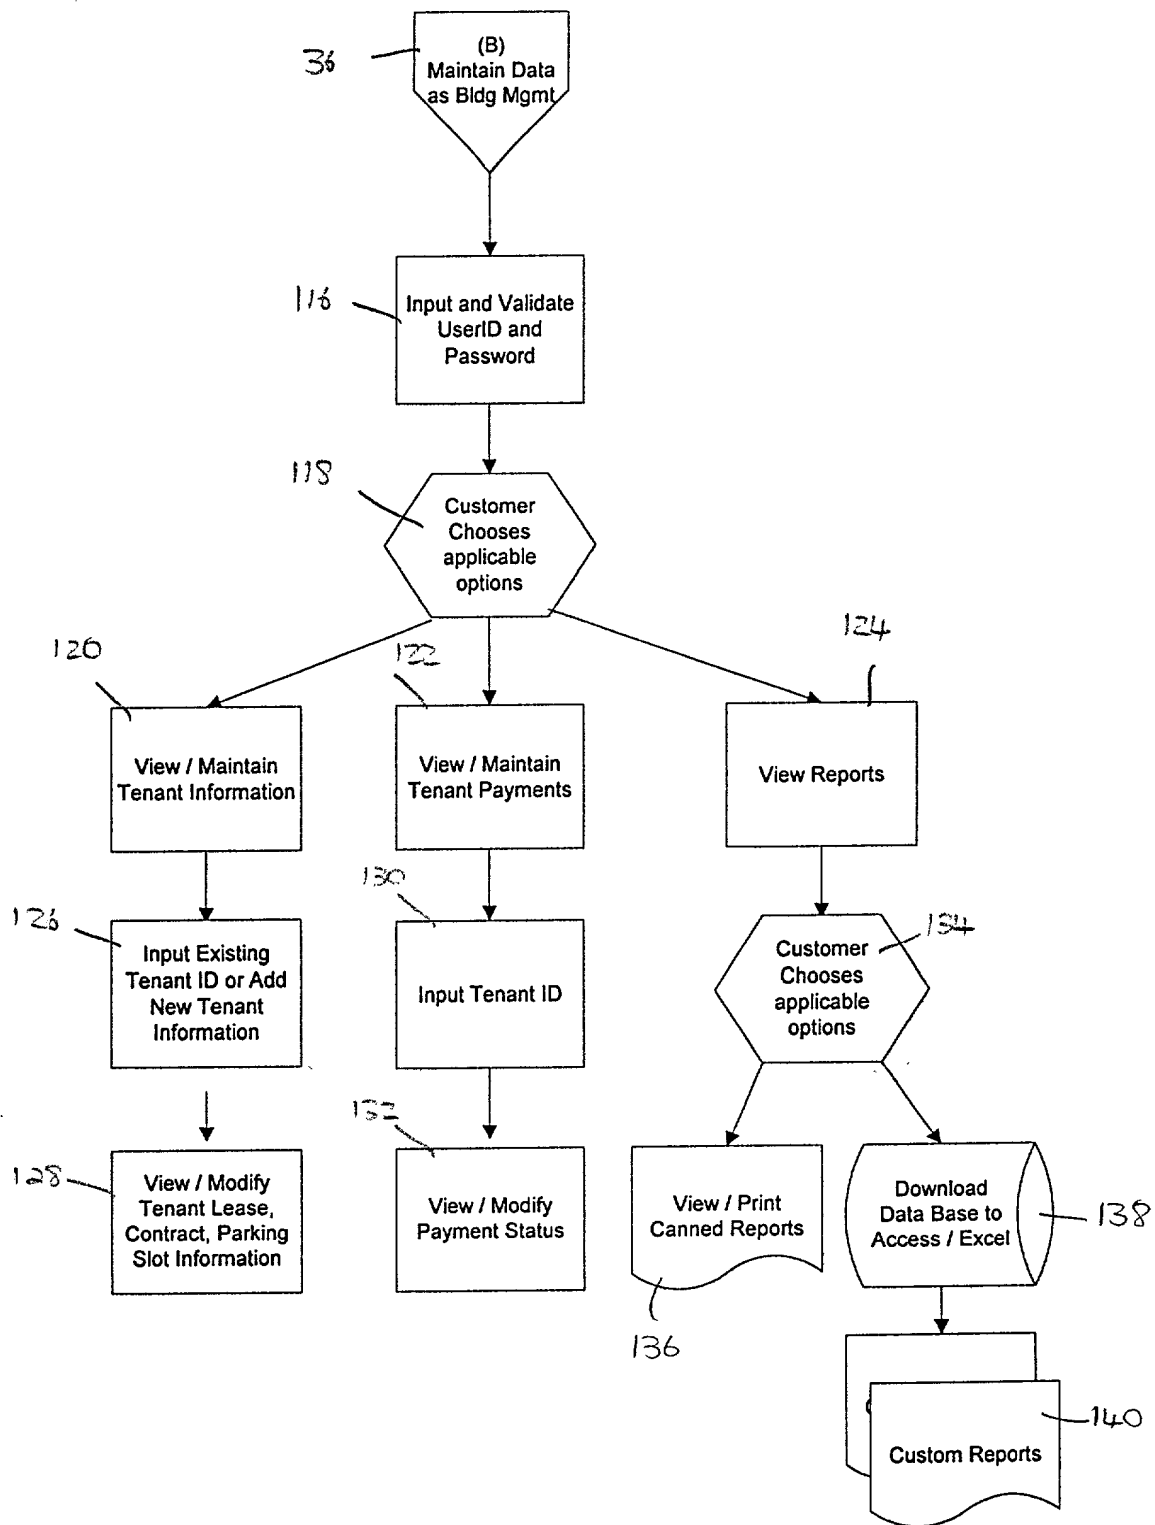 36
(B)
Maintain Data
as Bldg Mgmt
116
Input and Validate
UserID and
Password
118
Customer
Chooses
applicable
options
120
122
124
View / Maintain
Tenant Information
View / Maintain
Tenant Payments
View Reports
126
Input Existing
Tenant ID or Add
New Tenant
Information
130
Input Tenant ID
134
Customer
Chooses
applicable
options
128
View / Modify
Tenant Lease,
Contract, Parking
Slot Information
132
View / Modify
Payment Status
View / Print
Canned Reports
136
Download
Data Base to
Access / Excel
138
140
Custom Reports